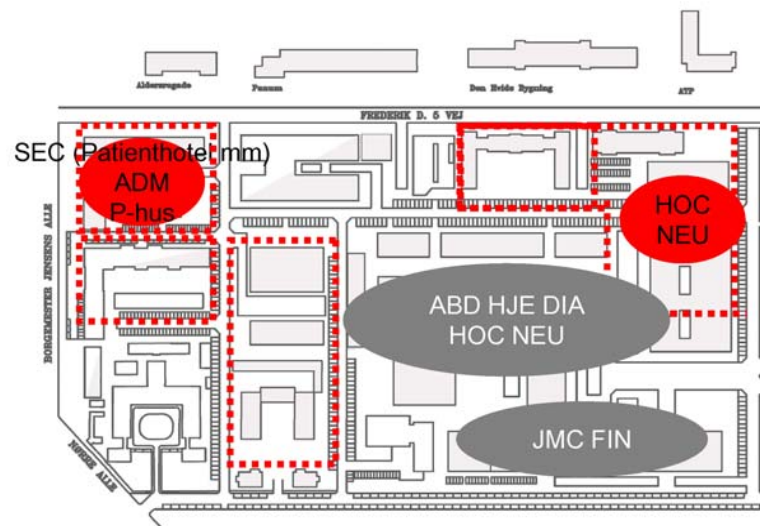 Aldersrogade
Panum
Den Hvide Bygning
ATP
FREDERIK D. 5 VEJ
SEC (Patienthotel mm)
ADM
P-hus
HOC
NEU
BORGEMESTER JENSENS ALLE
ABD HJE DIA
HOC NEU
JMC FIN
NØRRE ALLE